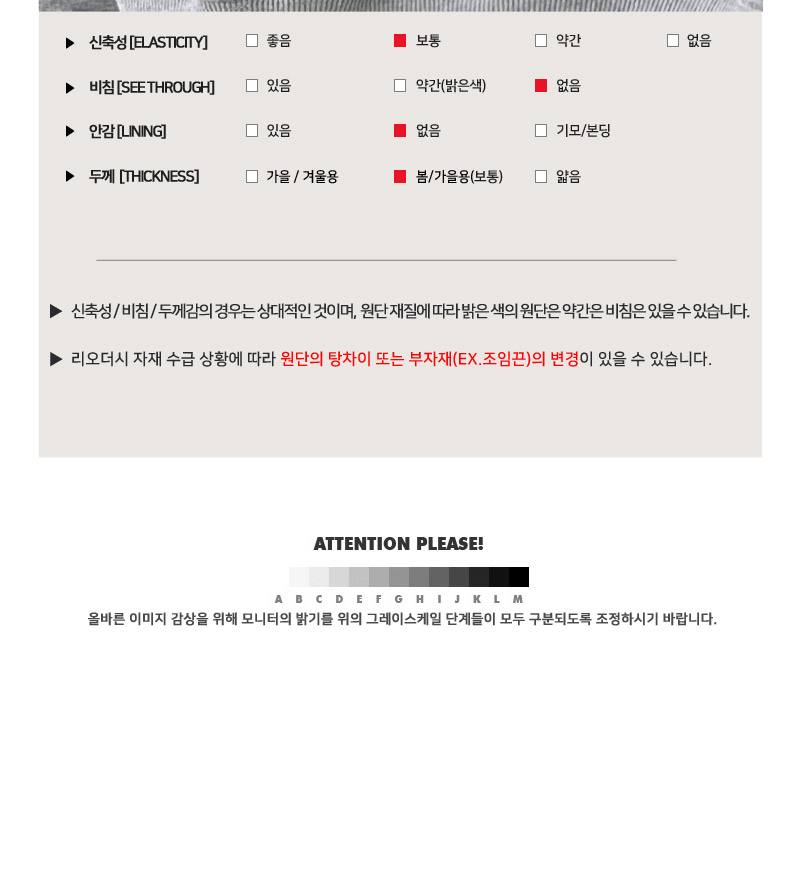 ▶ 신축성 [ELASTICITY] □ 좋음 ■ 보통 □ 약간 □ 없음
▶ 비침 [SEE THROUGH] □ 있음 □ 약간(밝은색) ■ 없음
▶ 안감 [LINING] □ 있음 ■ 없음 □ 기모/본딩
▶ 두께 [THICKNESS] □ 가을 / 겨울용 ■ 봄/가을용(보통) □ 얇음
▶ 신축성 / 비침 / 두께감의 경우는 상대적인 것이며, 원단 재질에 따라 밝은 색의 원단은 약간은 비침은 있을 수 있습니다.
▶ 리오더시 자재 수급 상황에 따라 원단의 탕차이 또는 부자재(EX.조임끈)의 변경이 있을 수 있습니다.
ATTENTION PLEASE!
A B C D E F G H I J K L M
올바른 이미지 감상을 위해 모니터의 밝기를 위의 그레이스케일 단계들이 모두 구분되도록 조정하시기 바랍니다.